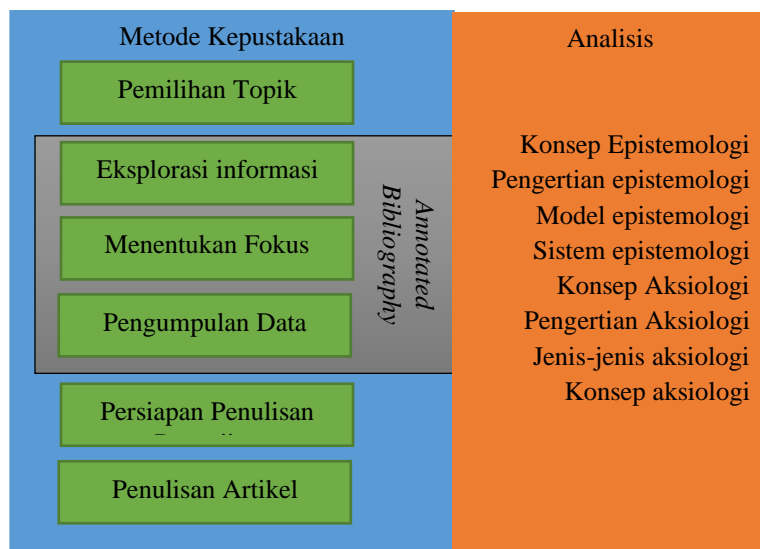 Metode Kepustakaan
Pemilihan Topik
Eksplorasi informasi
Menentukan Fokus
Pengumpulan Data
Annotated
Bibliography
Persiapan Penulisan
Penulisan Artikel
Analisis
Konsep Epistemologi
Pengertian epistemologi
Model epistemologi
Sistem epistemologi
Konsep Aksiologi
Pengertian Aksiologi
Jenis-jenis aksiologi
Konsep aksiologi